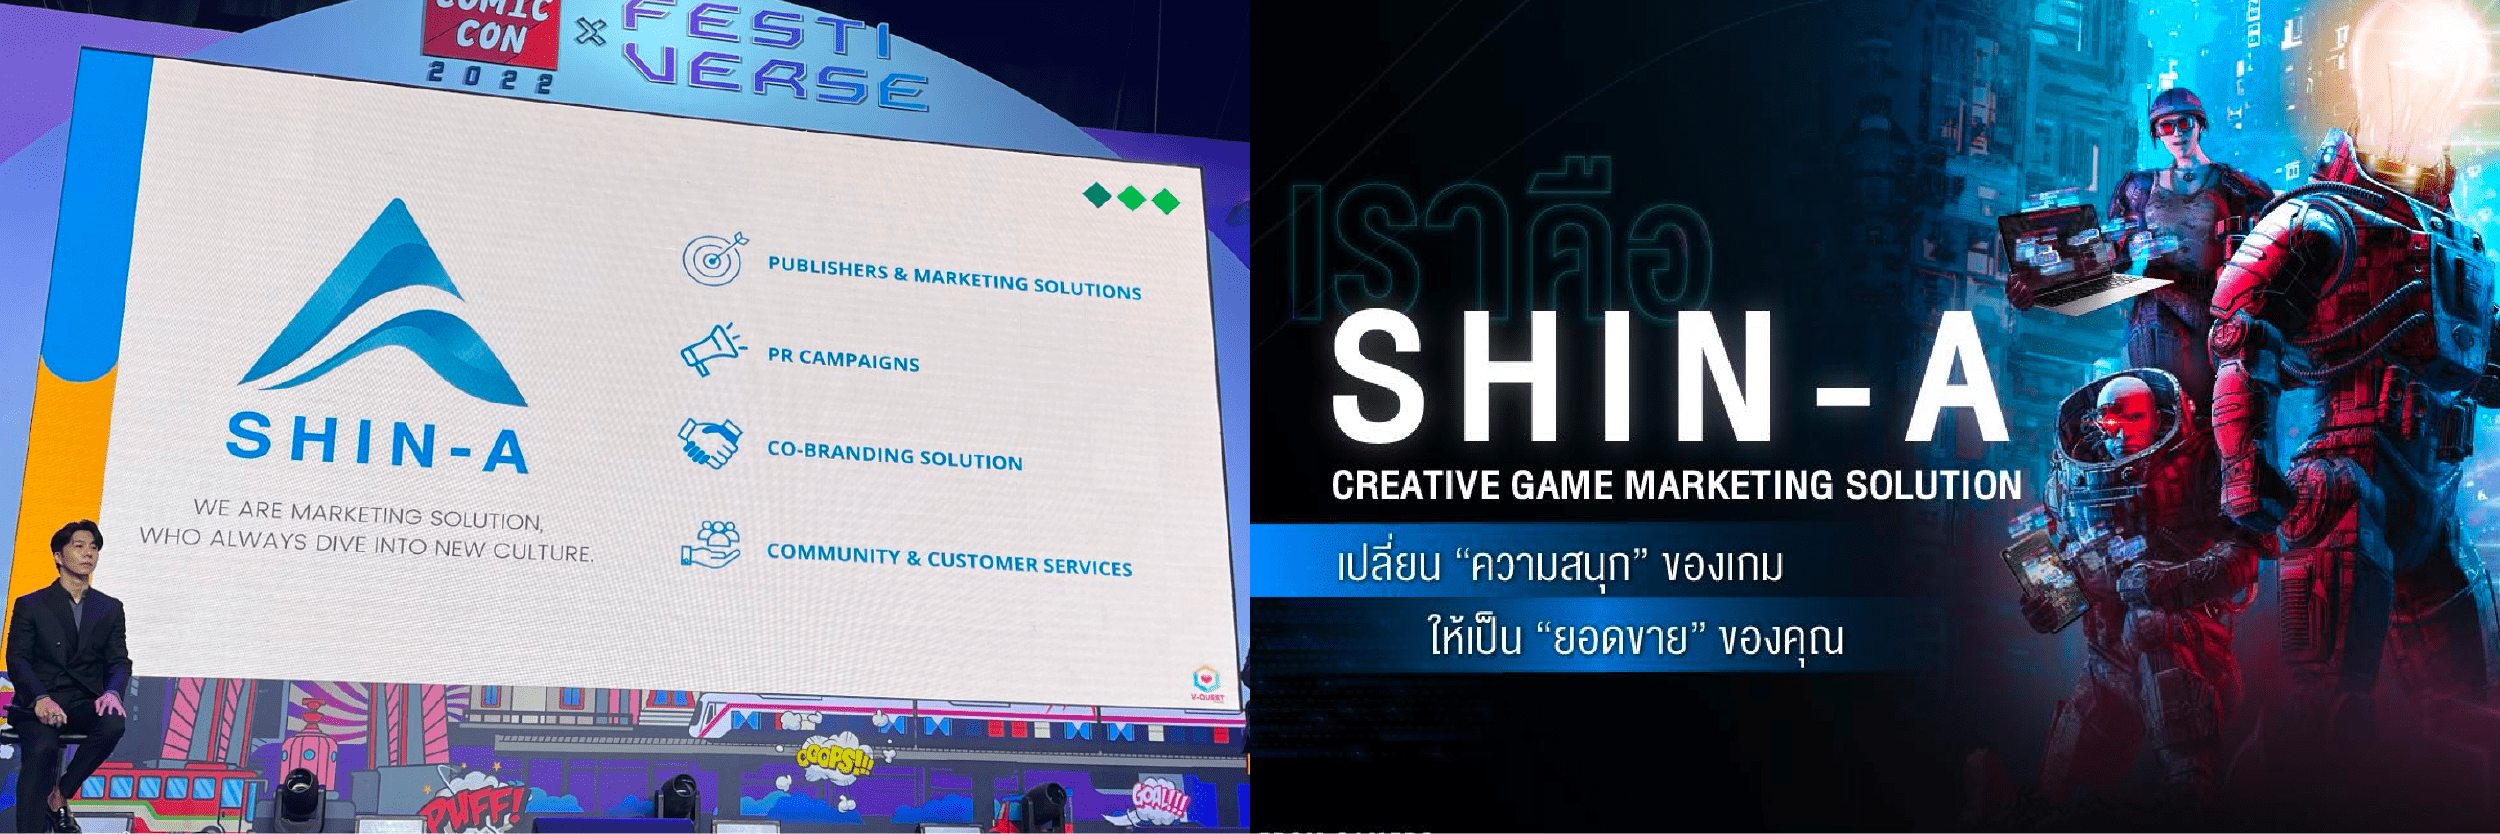 COMIC
CON
2022
×
FESTI
VERSE
SHIN-A
WE ARE MARKETING SOLUTION,
WHO ALWAYS DIVE INTO NEW CULTURE.
PUBLISHERS & MARKETING SOLUTIONS
PR CAMPAIGNS
CO-BRANDING SOLUTION
COMMUNITY & CUSTOMER SERVICES
V-QUEST
OOOPS!!!
PUFF!
GOAL!!!
เราคือ
SHIN-A
CREATIVE GAME MARKETING SOLUTION
เปลี่ยน “ความสนุก” ของเกม
ให้เป็น “ยอดขาย” ของคุณ